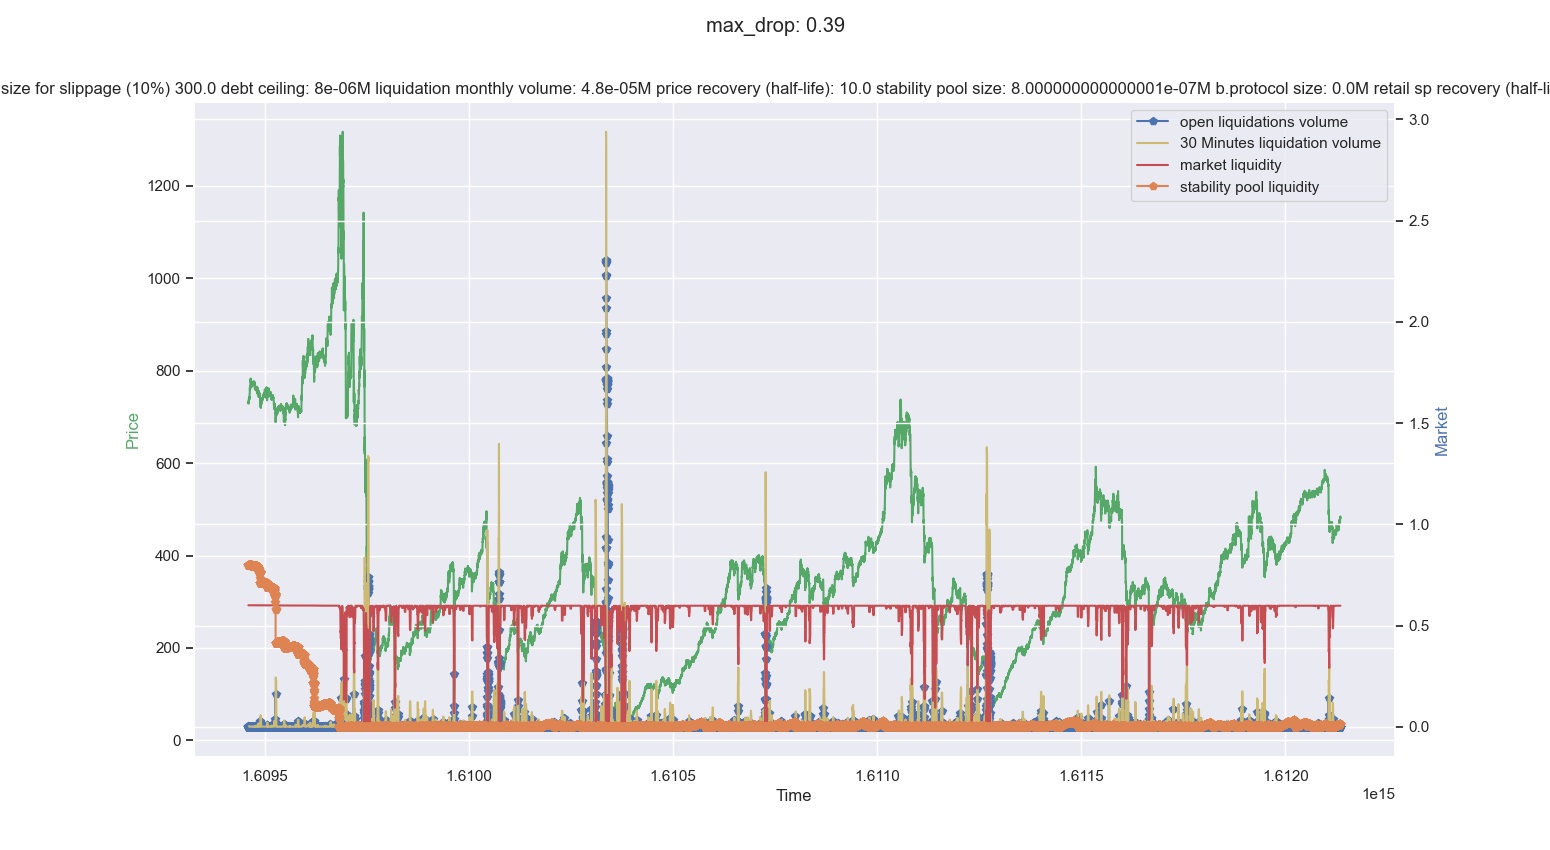 max_drop: 0.39
size for slippage (10%) 300.0 debt ceiling: 8e-06M liquidation monthly volume: 4.8e-05M price recovery (half-life): 10.0 stability pool size: 8.000000000000001e-07M b.protocol size: 0.0M retail sp recovery (half-li
open liquidations volume
30 Minutes liquidation volume
market liquidity
stability pool liquidity
1200
1000
800
600
400
200
0
Price
3.0
2.5
2.0
1.5
1.0
0.5
0.0
Market
1.6095 1.6100 1.6105 1.6110 1.6115 1.6120
Time
1e15